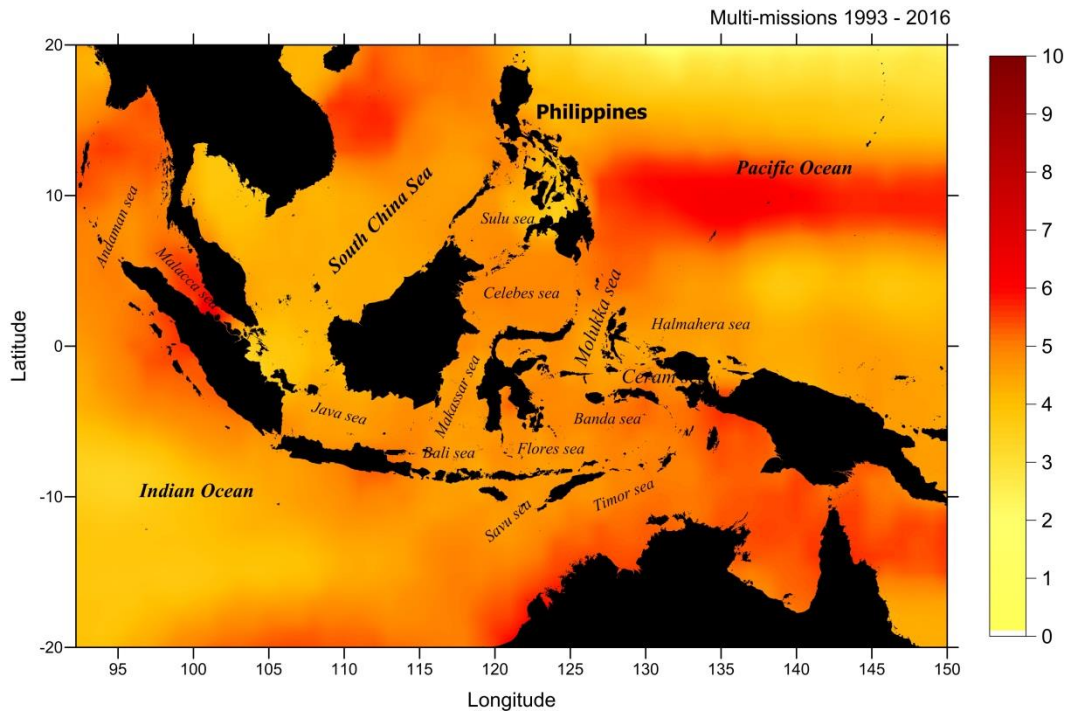 Multi-missions 1993 - 2016
20
10
0
-10
-20
Latitude
95
100
105
110
115
120
125
130
135
140
145
150
Longitude
Philippines
Pacific Ocean
South China Sea
Andaman sea
Malacca sea
Sulu sea
Celebes sea
Molukka sea
Halmahera sea
Ceram
Makassar sea
Java sea
Banda sea
Bali sea
Flores sea
Indian Ocean
Savu sea
Timor sea
10
9
8
7
6
5
4
3
2
1
0